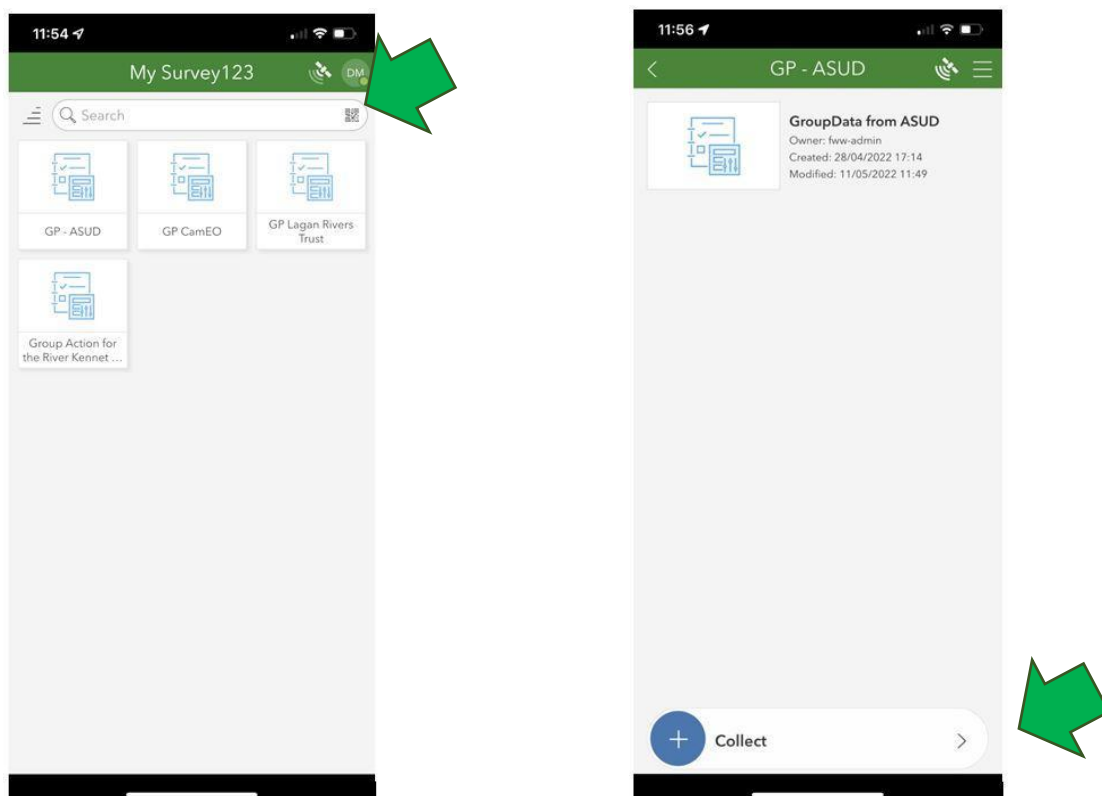 11:54
My Survey123
DM
Search
GP - ASUD
GP CamEO
GP Lagan Rivers
Trust
Group Action for
the River Kennet ...
11:56
GP - ASUD
GroupData from ASUD
Owner: fww-admin
Created: 28/04/2022 17:14
Modified: 11/05/2022 11:49
Collect